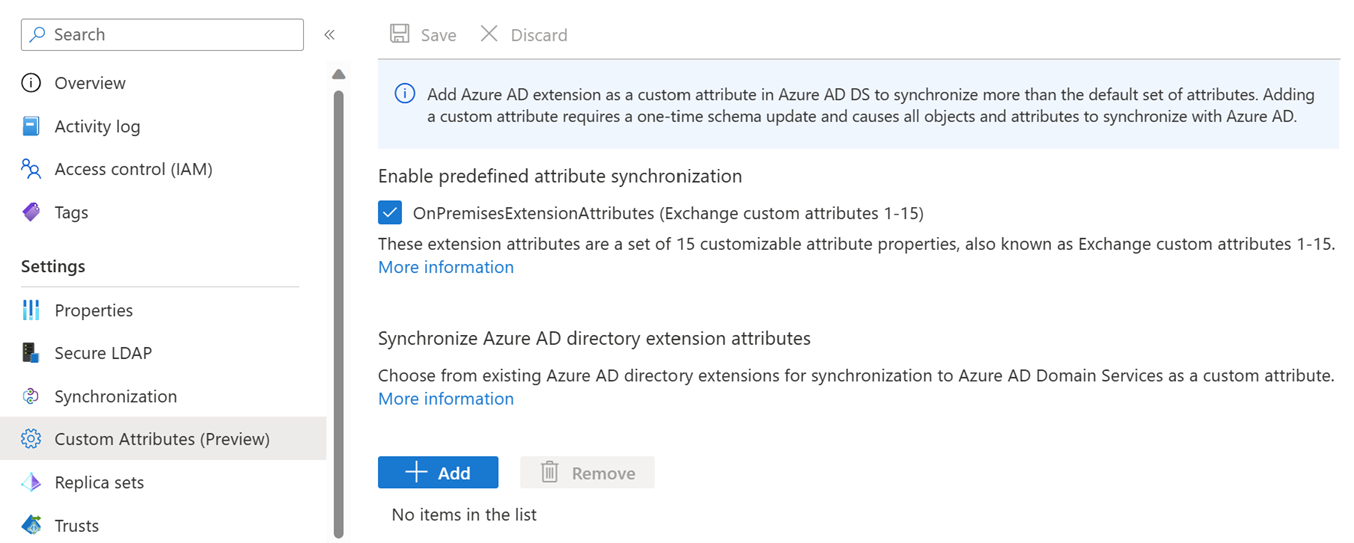 Search
«
Overview
Activity log
Access control (IAM)
Tags
Settings
Properties
Secure LDAP
Synchronization
Custom Attributes (Preview)
Replica sets
Trusts
Save
Discard
Add Azure AD extension as a custom attribute in Azure AD DS to synchronize more than the default set of attributes. Adding
a custom attribute requires a one-time schema update and causes all objects and attributes to synchronize with Azure AD.
Enable predefined attribute synchronization
OnPremisesExtensionAttributes (Exchange custom attributes 1-15)
These extension attributes are a set of 15 customizable attribute properties, also known as Exchange custom attributes 1-15.
More information
Synchronize Azure AD directory extension attributes
Choose from existing Azure AD directory extensions for synchronization to Azure AD Domain Services as a custom attribute.
More information
Add
Remove
No items in the list